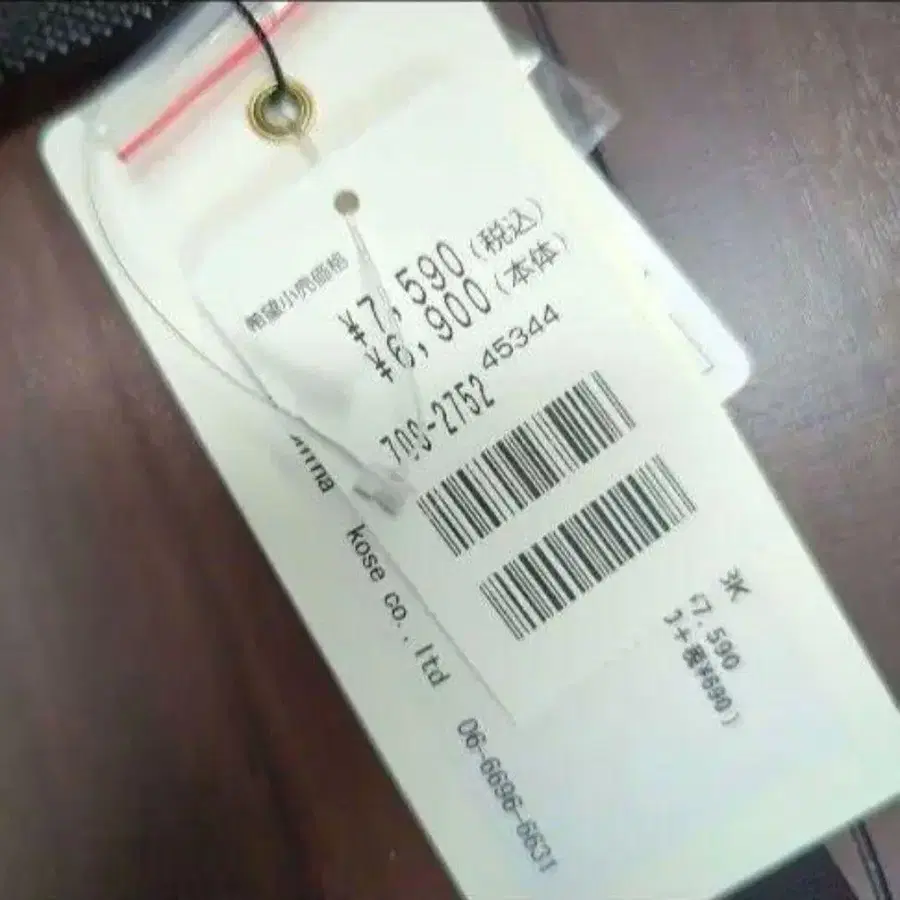 希望小売価格
¥7,590（税込）
¥6,900（本体）
45344
2752
kose co.,ltd
06-6696-6631
7.590
¥690)